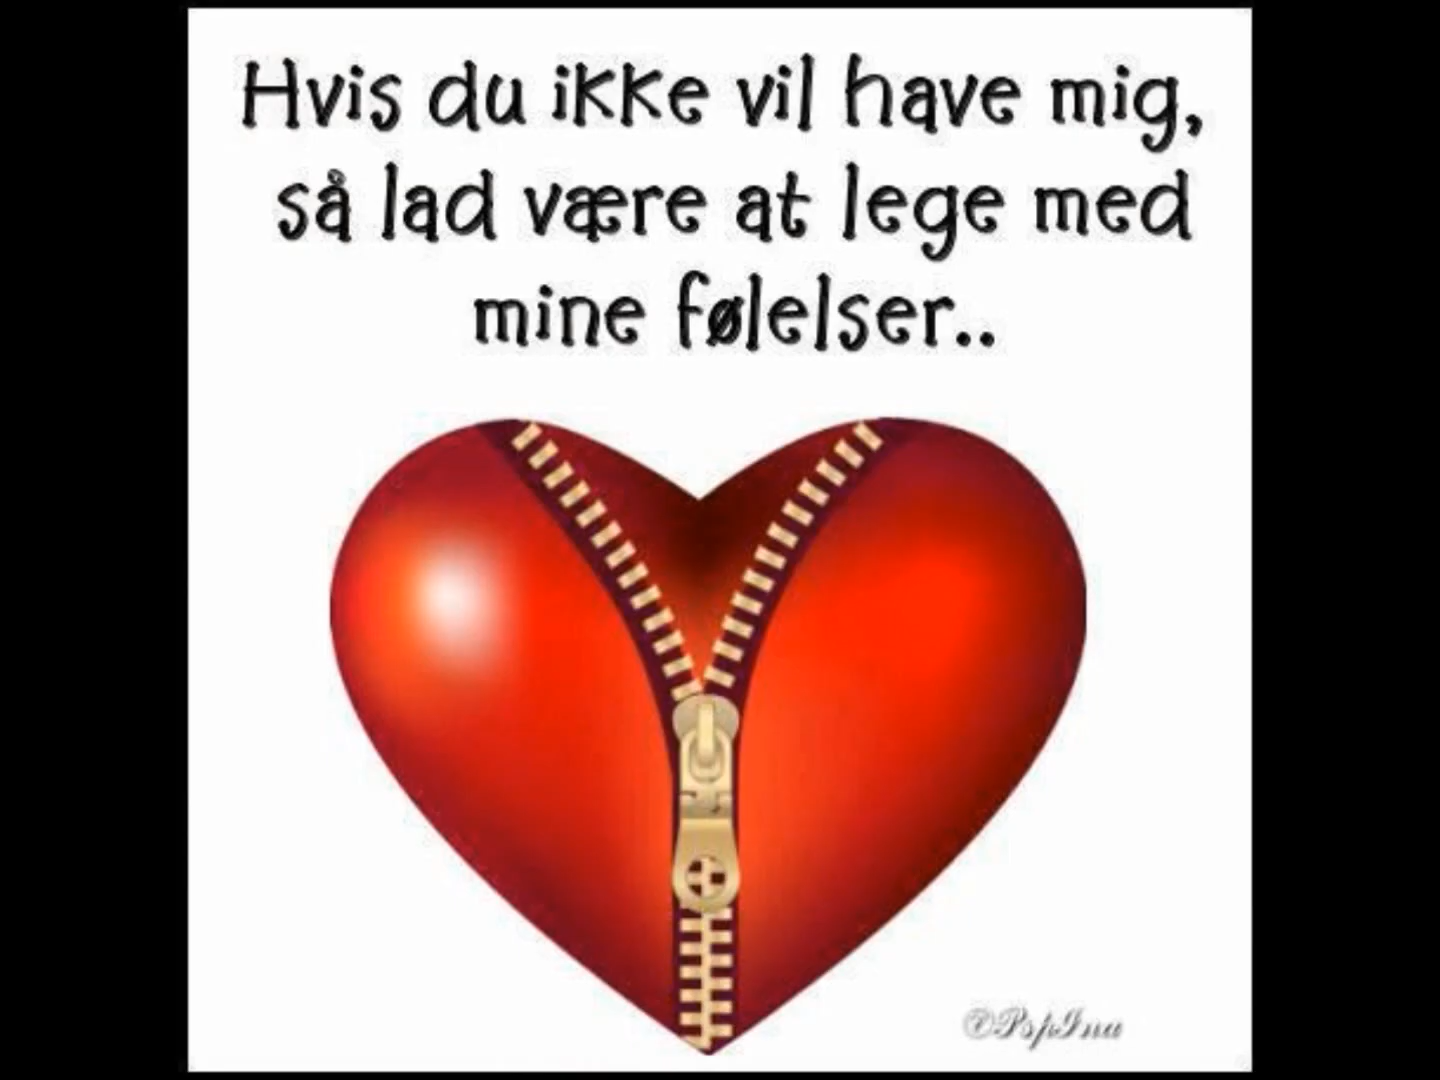 Hvis du ikke vil have mig,
så lad være at lege med
mine følelser..
©PspIna